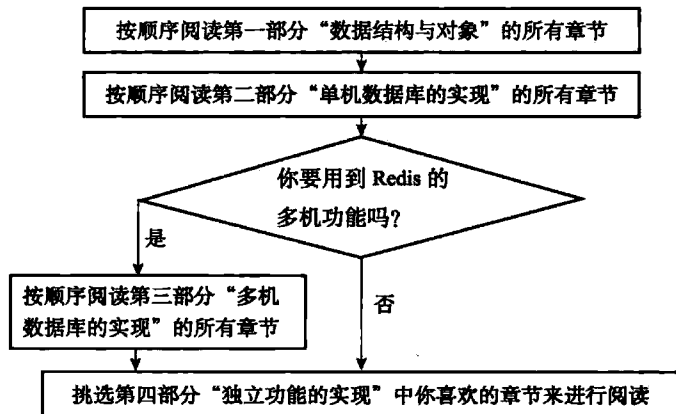 按顺序阅读第一部分“数据结构与对象”的所有章节
按顺序阅读第二部分“单机数据库的实现”的所有章节
你要用到 Redis 的
多机功能吗？
是
按顺序阅读第三部分“多机
数据库的实现”的所有章节
否
挑选第四部分“独立功能的实现”中你喜欢的章节来进行阅读